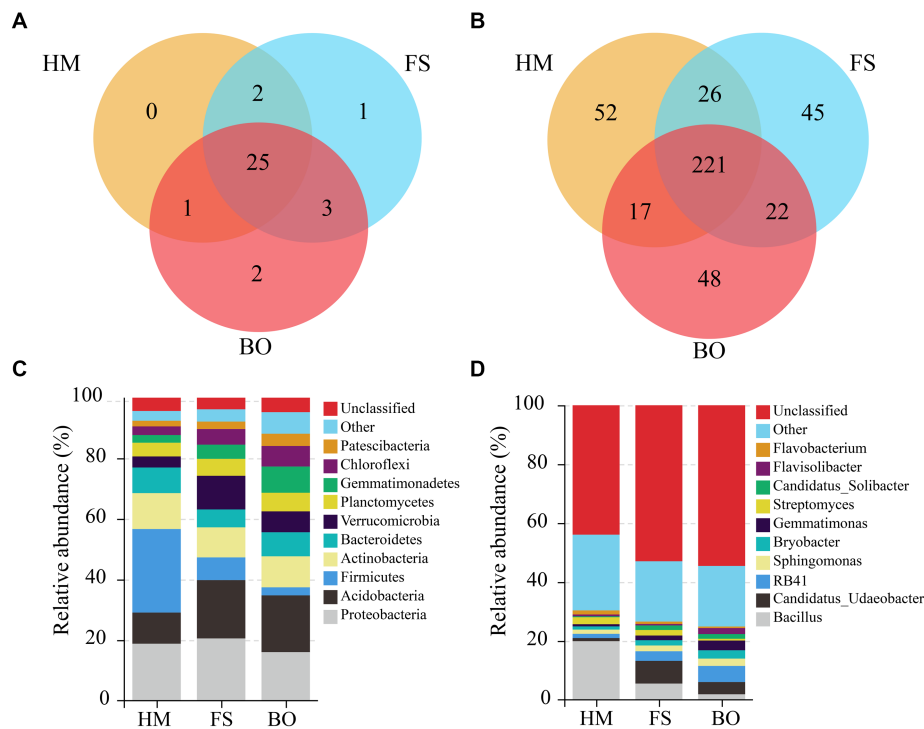 A
HM
FS
0
2
1
25
1
3
2
BO
B
HM
FS
52
26
45
221
17
22
48
BO
C
Relative abundance (%)
100
80
60
40
20
0
HM
FS
BO
Unclassified
Other
Patescibacteria
Chloroflexi
Gemmatimonadetes
Planctomycetes
Verrucomicrobia
Bacteroidetes
Actinobacteria
Firmicutes
Acidobacteria
Proteobacteria
D
Relative abundance (%)
100
80
60
40
20
0
HM
FS
BO
Unclassified
Other
Flavobacterium
Flavisolibacter
Candidatus_Solibacter
Streptomyces
Gemmatimonas
Bryobacter
Sphingomonas
RB41
Candidatus_Udaeobacter
Bacillus